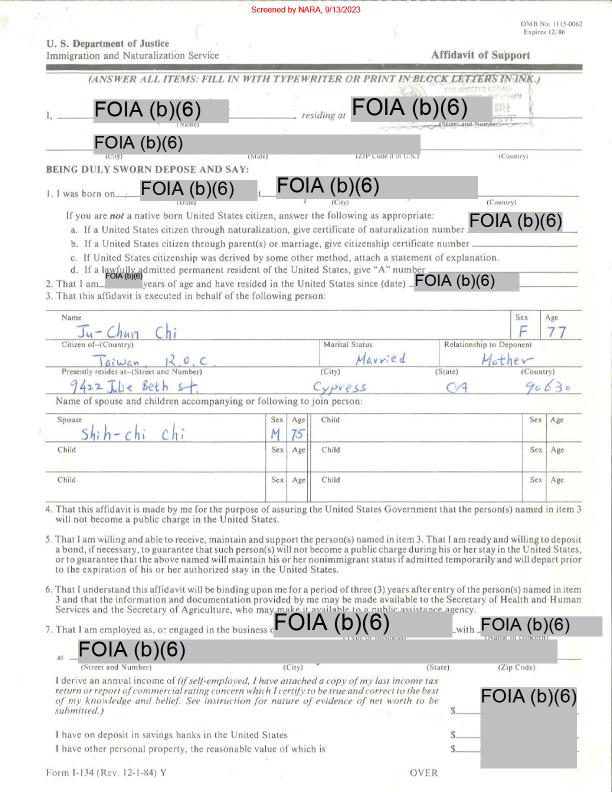 Screened by NARA, 9/13/2023
OMB No. 1115-0062
Expires 12/86
U. S. Department of Justice
Immigration and Naturalization Service
Affidavit of Support
(ANSWER ALL ITEMS: FILL IN WITH TYPEWRITER OR PRINT IN BLOCK LETTERS IN INK.)
I, FOIA (b)(6) residing at FOIA (b)(6)
(Name) (Street and Number)
FOIA (b)(6)
(City) (State) (ZIP Code if in U.S.) (Country)
BEING DULY SWORN DEPOSE AND SAY:
1. I was born on FOIA (b)(6) FOIA (b)(6)
(Date) (City) (Country)
If you are not a native born United States citizen, answer the following as appropriate:
a. If a United States citizen through naturalization, give certificate of naturalization number FOIA (b)(6)
b. If a United States citizen through parent(s) or marriage, give citizenship certificate number
c. If United States citizenship was derived by some other method, attach a statement of explanation.
d. If a lawfully admitted permanent resident of the United States, give "A" number
2. That I am FOIA (b)(6) years of age and have resided in the United States since (date) FOIA (b)(6)
3. That this affidavit is executed in behalf of the following person:
Name Sex Age
Ju-Chun Chi F 77
Citizen of--(Country) Marital Status Relationship to Deponent
Taiwan, R.O.C. Married Mother
Presently resides at--(Street and Number) (City) (State) (Country)
9422 Julie Beth st. Cypress CA 90630
Name of spouse and children accompanying or following to join person:
Spouse Sex Age Child Sex Age
Shih-chi chi M 75
Child Sex Age Child Sex Age
Child Sex Age Child Sex Age
4. That this affidavit is made by me for the purpose of assuring the United States Government that the person(s) named in item 3
will not become a public charge in the United States.
5. That I am willing and able to receive, maintain and support the person(s) named in item 3. That I am ready and willing to deposit
a bond, if necessary, to guarantee that such person(s) will not become a public charge during his or her stay in the United States,
or to guarantee that the above named will maintain his or her nonimmigrant status if admitted temporarily and will depart prior
to the expiration of his or her authorized stay in the United States.
6. That I understand this affidavit will be binding upon me for a period of three (3) years after entry of the person(s) named in item
3 and that the information and documentation provided by me may be made available to the Secretary of Health and Human
Services and the Secretary of Agriculture, who may make it available to a public assistance agency.
7. That I am employed as, or engaged in the business o FOIA (b)(6) with FOIA (b)(6)
at FOIA (b)(6)
(Street and Number) (City) (State) (Zip Code)
I derive an annual income of (if self-employed, I have attached a copy of my last income tax
return or report of commercial rating concern which I certify to be true and correct to the best
of my knowledge and belief. See instruction for nature of evidence of net worth to be
submitted.) $ FOIA (b)(6)
I have on deposit in savings banks in the United States $
I have other personal property, the reasonable value of which is $
Form I-134 (Rev. 12-1-84) Y OVER